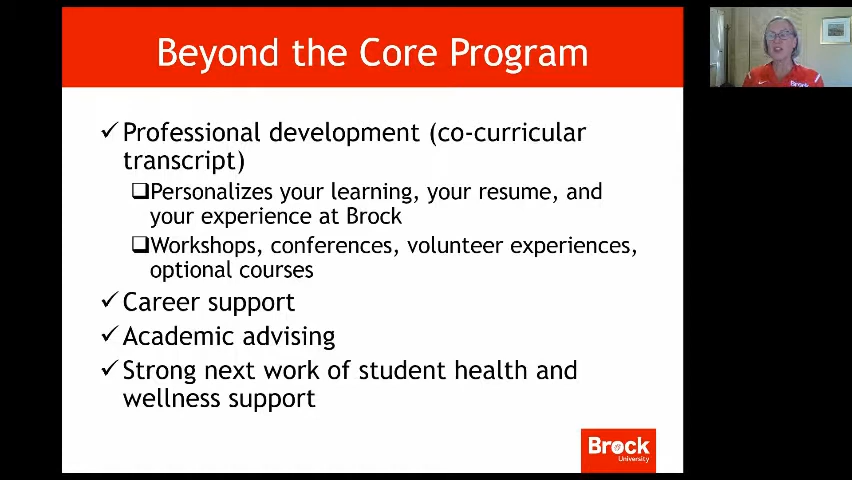 Beyond the Core Program
✓Professional development (co-curricular
transcript)
❑Personalizes your learning, your resume, and
your experience at Brock
❑Workshops, conferences, volunteer experiences,
optional courses
✓Career support
✓Academic advising
✓Strong next work of student health and
wellness support
Brock
University
Brock